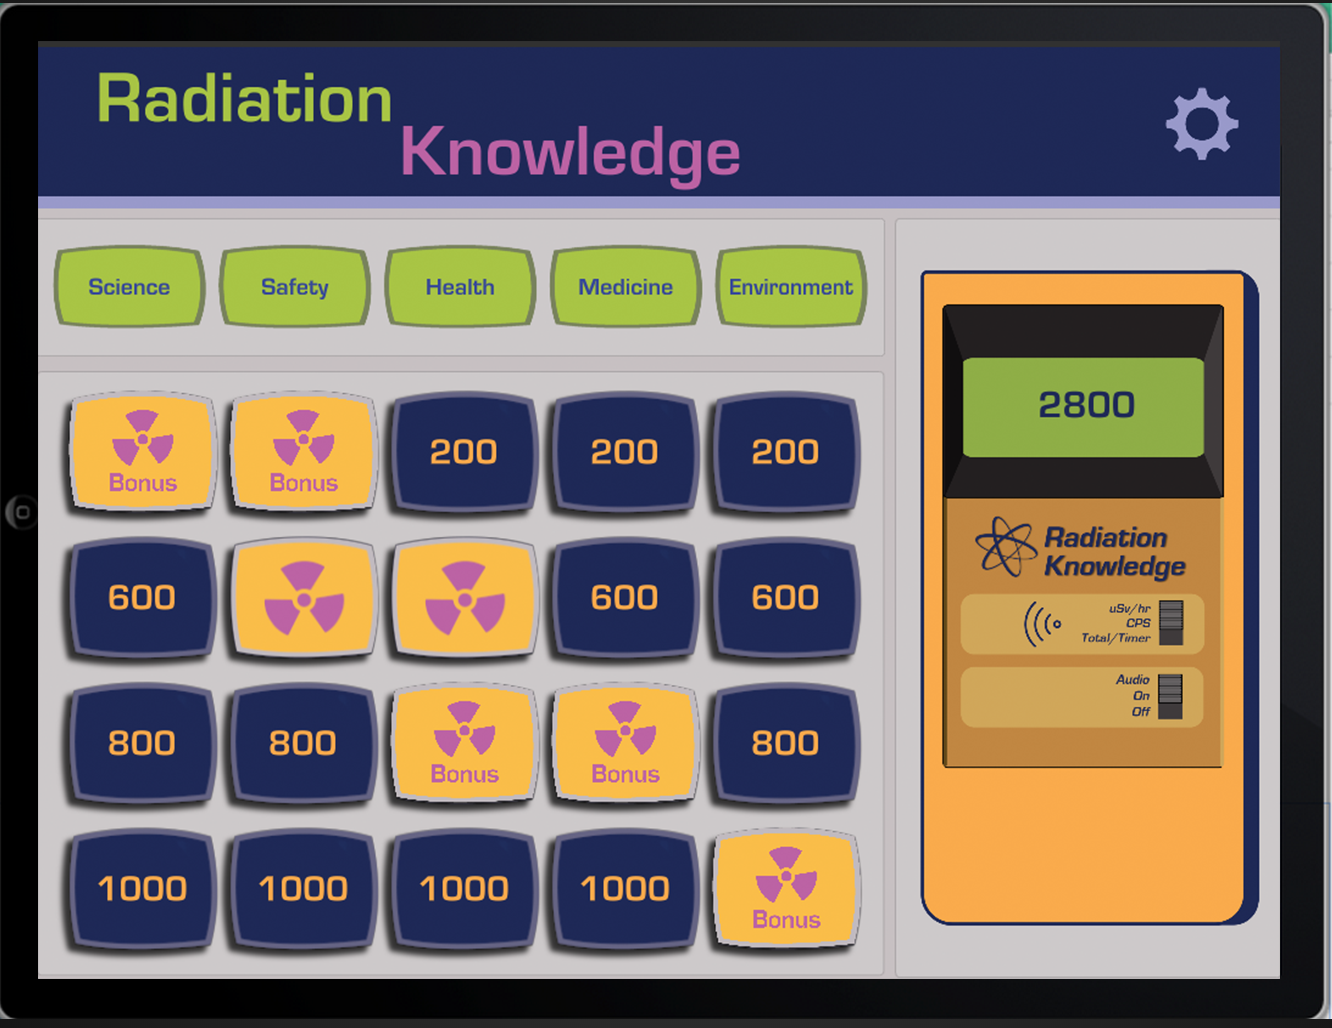 Radiation
Knowledge
Science Safety Health Medicine Environment
2800
Bonus Bonus 200 200 200
Radiation
Knowledge
600 600 600
uSv/hr
CPS
Total/Timer
Audio
On
Off
800 800 Bonus Bonus 800
1000 1000 1000 1000 Bonus